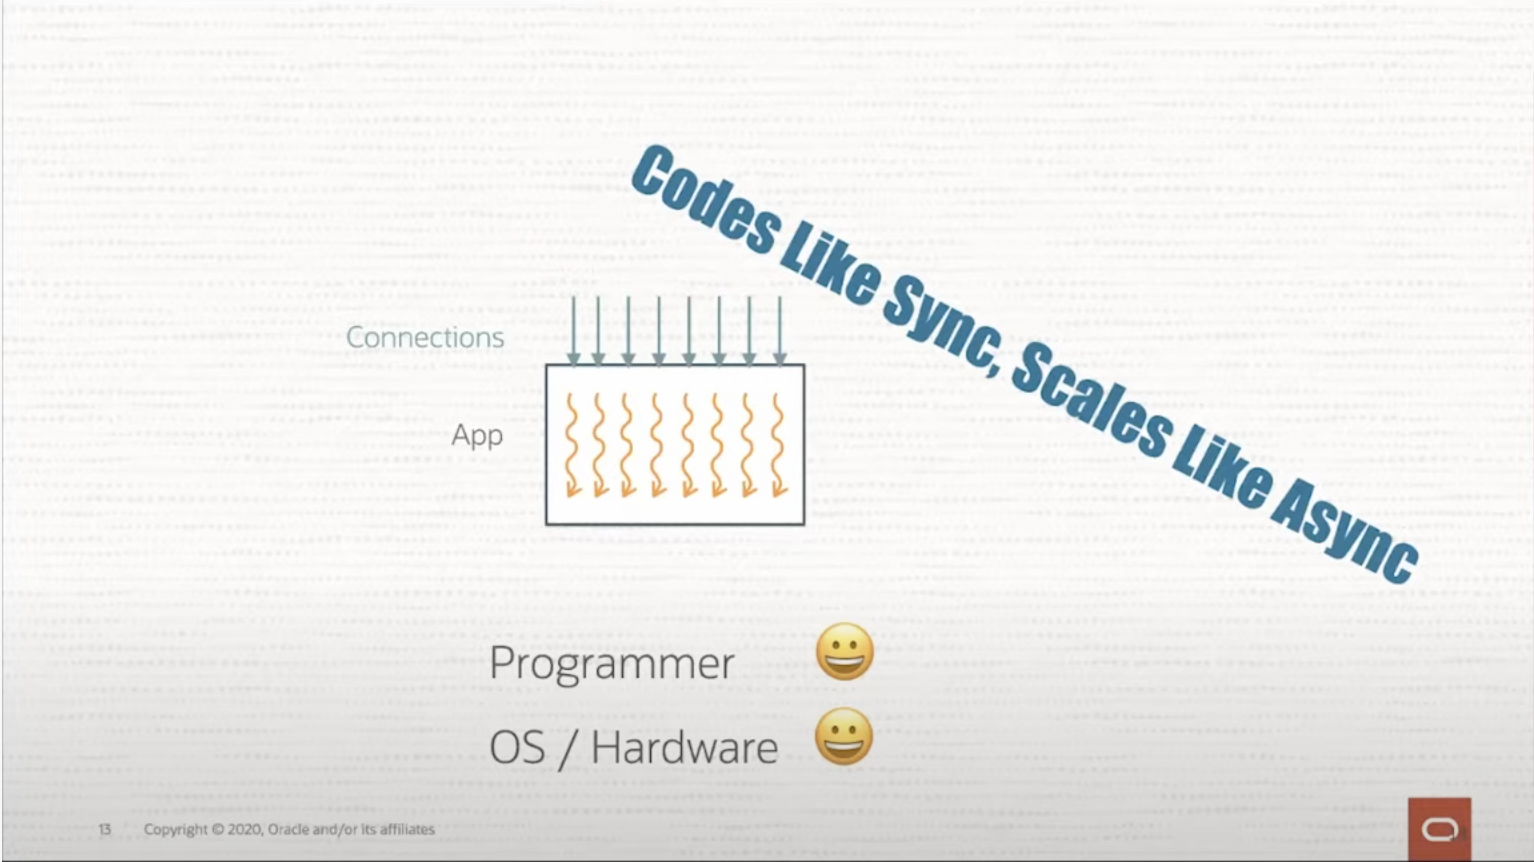 Codes Like Sync, Scales Like Async
Connections
App
Programmer
OS / Hardware
13
Copyright © 2020, Oracle and/or its affiliates